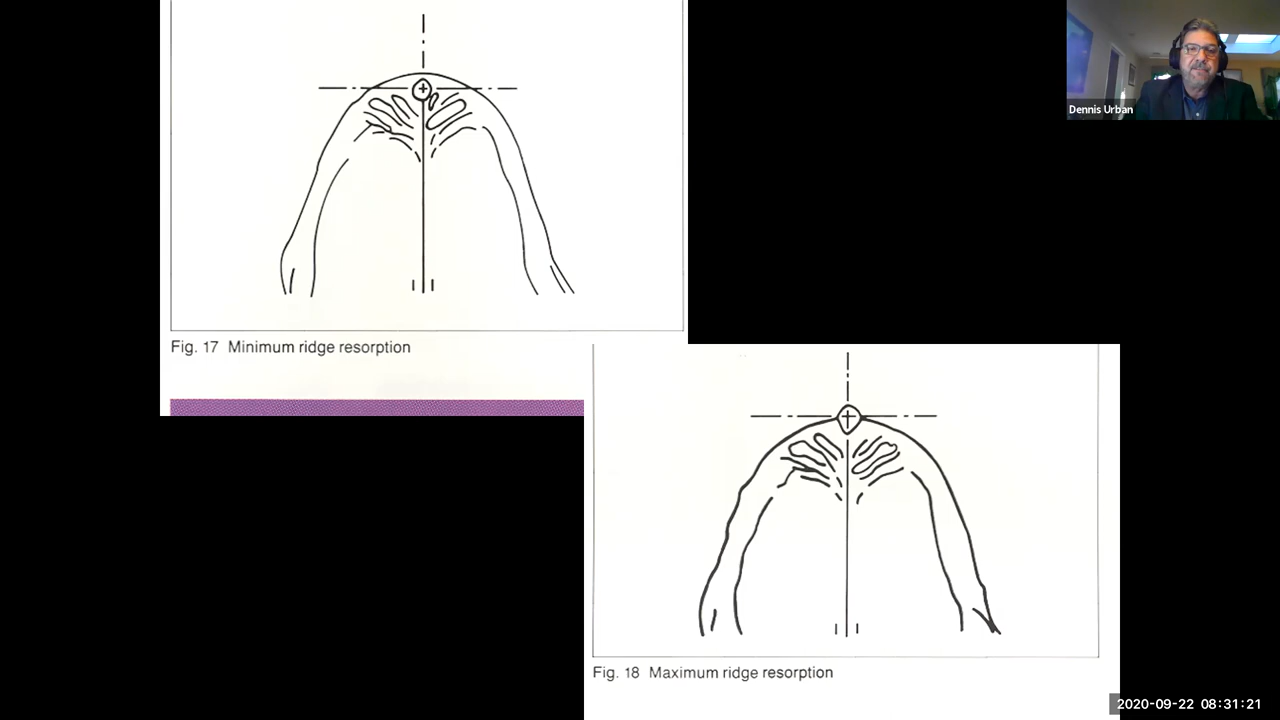 Dennis Urban
Fig. 17 Minimum ridge resorption
Fig. 18 Maximum ridge resorption
2020-09-22 08:31:21